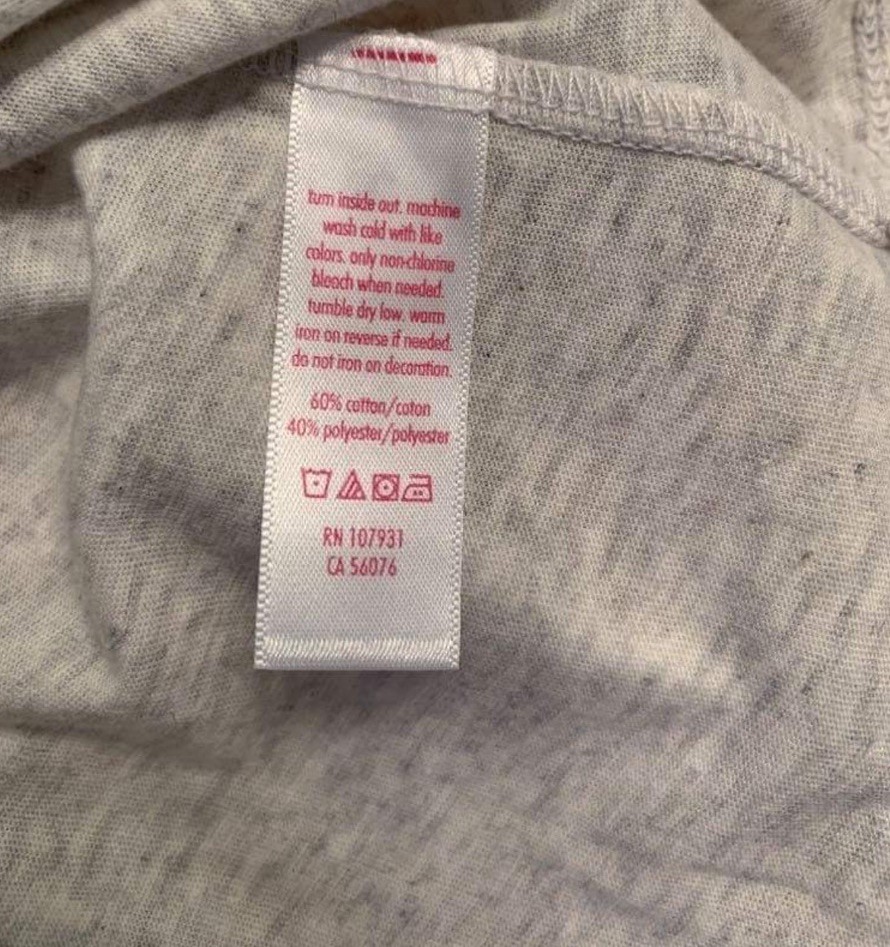 turn inside out. machine
wash cold with like
colors. only non-chlorine
bleach when needed.
tumble dry low. warm
iron on reverse if needed.
do not iron on decoration.
60% cotton/coton
40% polyester/polyester
RN 107931
CA 56076